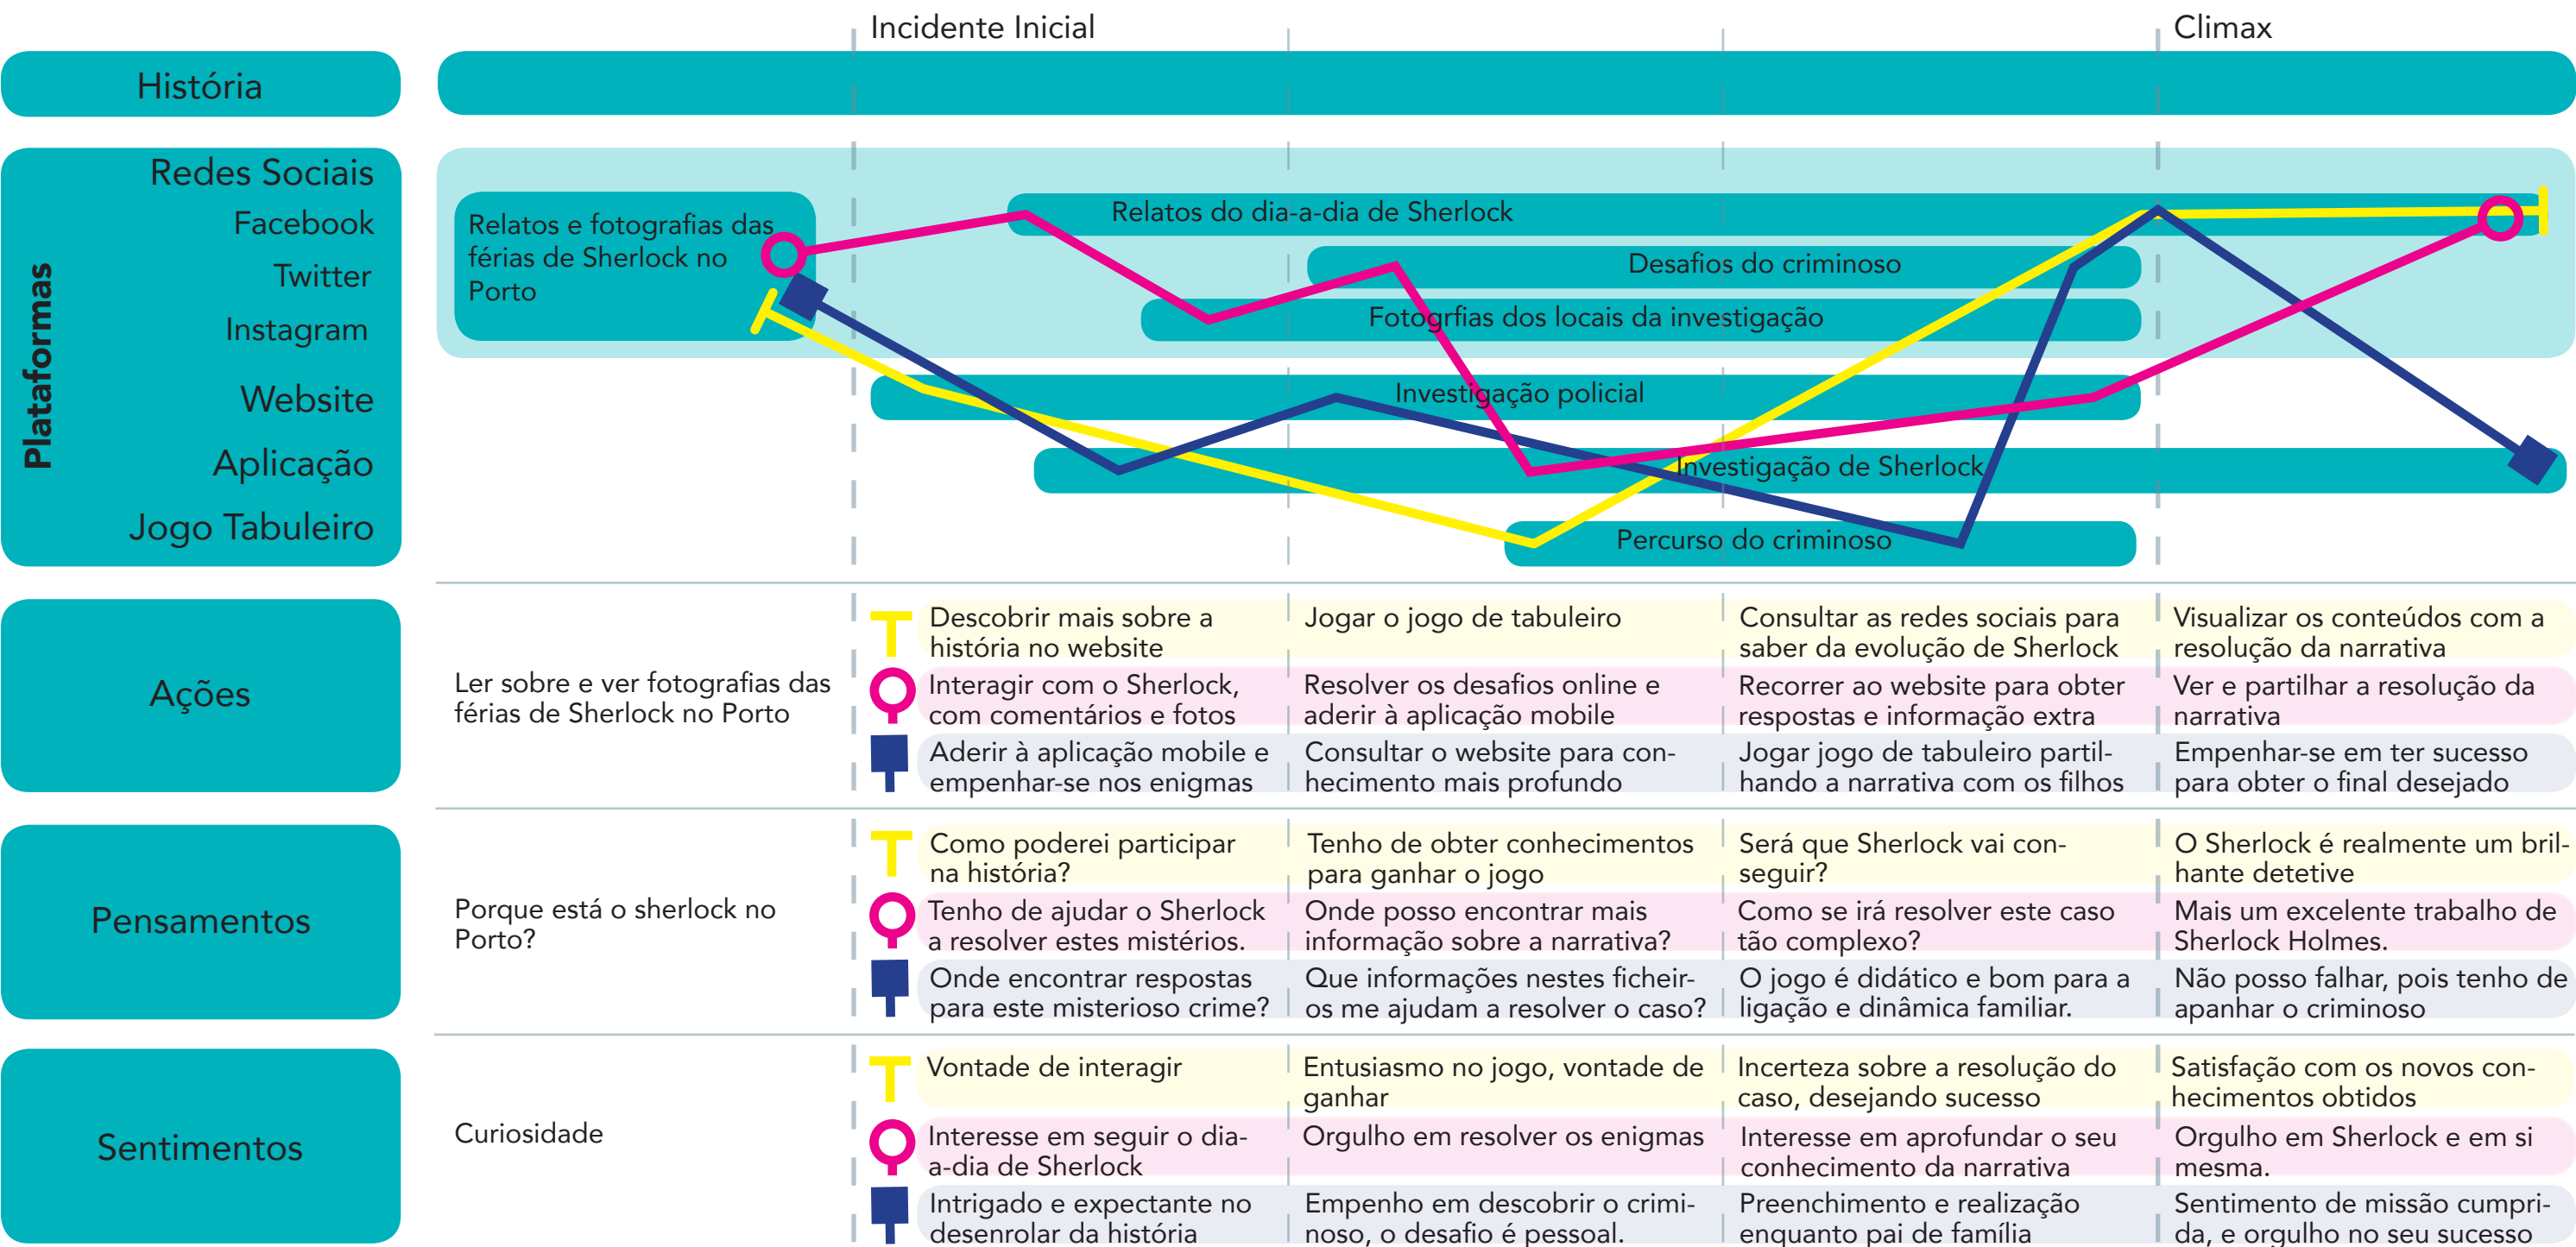 Incidente Inicial
Climax
História
Plataformas
Redes Sociais
Facebook
Twitter
Instagram
Website
Aplicação
Jogo Tabuleiro
Relatos e fotografias das
férias de Sherlock no
Porto
Relatos do dia-a-dia de Sherlock
Desafios do criminoso
Fotogrfias dos locais da investigação
Investigação policial
Investigação de Sherlock
Percurso do criminoso
Ações
Ler sobre e ver fotografias das
férias de Sherlock no Porto
Descobrir mais sobre a
história no website
Jogar o jogo de tabuleiro
Consultar as redes sociais para
saber da evolução de Sherlock
Visualizar os conteúdos com a
resolução da narrativa
Interagir com o Sherlock,
com comentários e fotos
Resolver os desafios online e
aderir à aplicação mobile
Recorrer ao website para obter
respostas e informação extra
Ver e partilhar a resolução da
narrativa
Aderir à aplicação mobile e
empenhar-se nos enigmas
Consultar o website para con-
hecimento mais profundo
Jogar jogo de tabuleiro partil-
hando a narrativa com os filhos
Empenhar-se em ter sucesso
para obter o final desejado
Pensamentos
Porque está o sherlock no
Porto?
Como poderei participar
na história?
Tenho de obter conhecimentos
para ganhar o jogo
Será que Sherlock vai con-
seguir?
O Sherlock é realmente um bril-
hante detetive
Tenho de ajudar o Sherlock
a resolver estes mistérios.
Onde posso encontrar mais
informação sobre a narrativa?
Como se irá resolver este caso
tão complexo?
Mais um excelente trabalho de
Sherlock Holmes.
Onde encontrar respostas
para este misterioso crime?
Que informações nestes ficheir-
os me ajudam a resolver o caso?
O jogo é didático e bom para a
ligação e dinâmica familiar.
Não posso falhar, pois tenho de
apanhar o criminoso
Sentimentos
Curiosidade
Vontade de interagir
Entusiasmo no jogo, vontade de
ganhar
Incerteza sobre a resolução do
caso, desejando sucesso
Satisfação com os novos con-
hecimentos obtidos
Interesse em seguir o dia-
a-dia de Sherlock
Orgulho em resolver os enigmas
Interesse em aprofundar o seu
conhecimento da narrativa
Orgulho em Sherlock e em si
mesma.
Intrigado e expectante no
desenrolar da história
Empenho em descobrir o crimi-
noso, o desafio é pessoal.
Preenchimento e realização
enquanto pai de família
Sentimento de missão cumpri-
da, e orgulho no seu sucesso